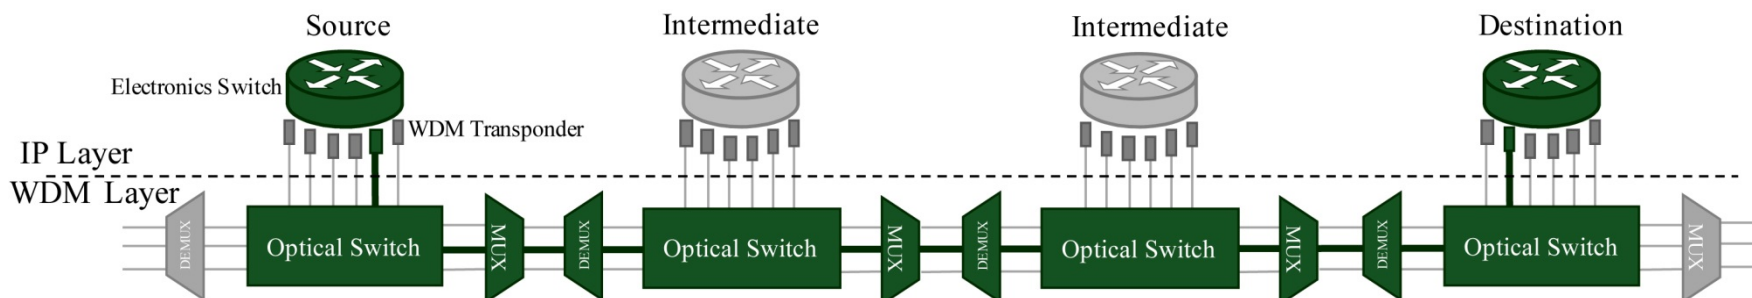 Source
Intermediate
Intermediate
Destination
Electronics Switch
WDM Transponder
IP Layer
WDM Layer
DEMUX
Optical Switch
MUX
DEMUX
Optical Switch
MUX
DEMUX
Optical Switch
MUX
DEMUX
Optical Switch
MUX